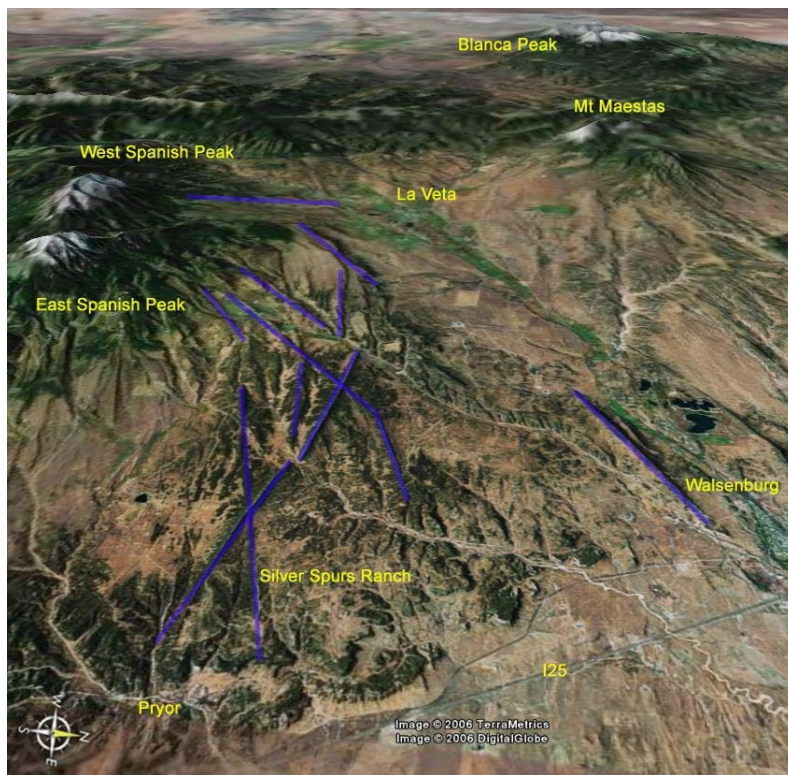 Blanca Peak
Mt Maestas
West Spanish Peak
La Veta
East Spanish Peak
Walsenburg
Silver Spurs Ranch
I25
Pryor
W
S
N
E
Image © 2006 TerraMetrics
Image © 2006 DigitalGlobe